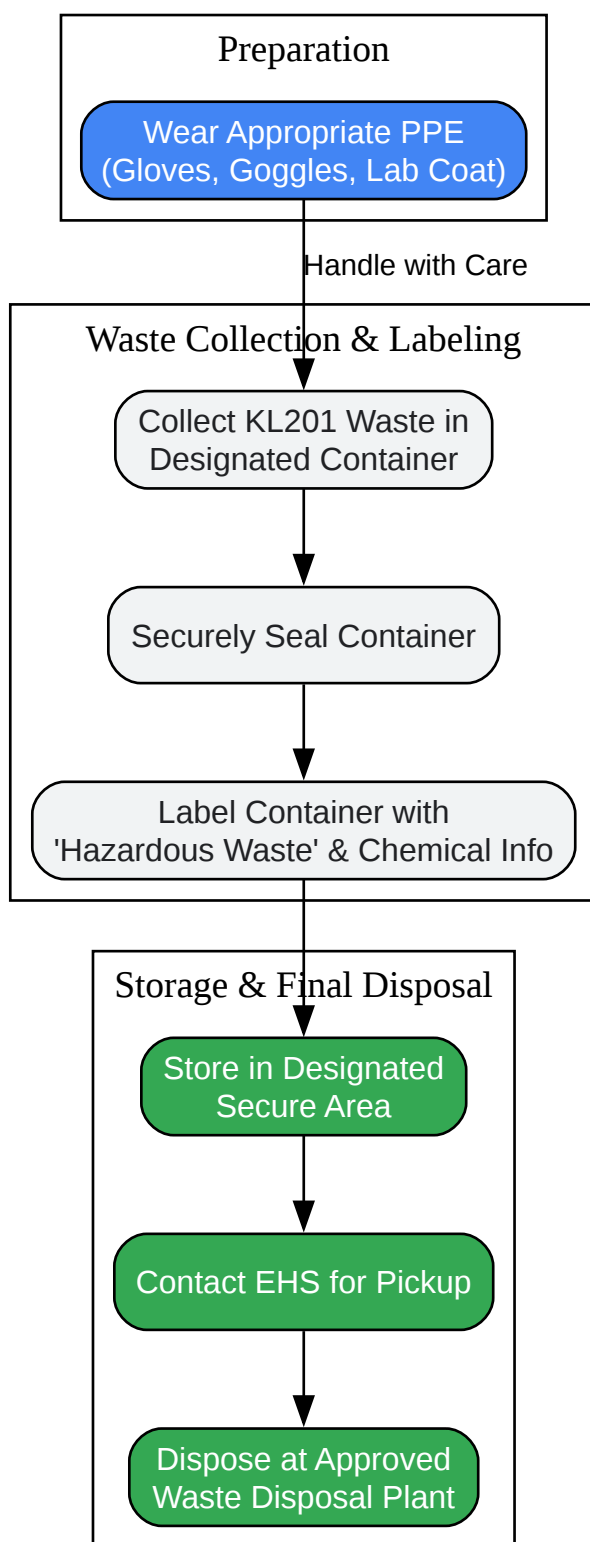 Preparation
Wear Appropriate PPE
(Gloves, Goggles, Lab Coat)
Handle with Care
Waste Collection & Labeling
Collect KL201 Waste in
Designated Container
Securely Seal Container
Label Container with
'Hazardous Waste' & Chemical Info
Storage & Final Disposal
Store in Designated
Secure Area
Contact EHS for Pickup
Dispose at Approved
Waste Disposal Plant